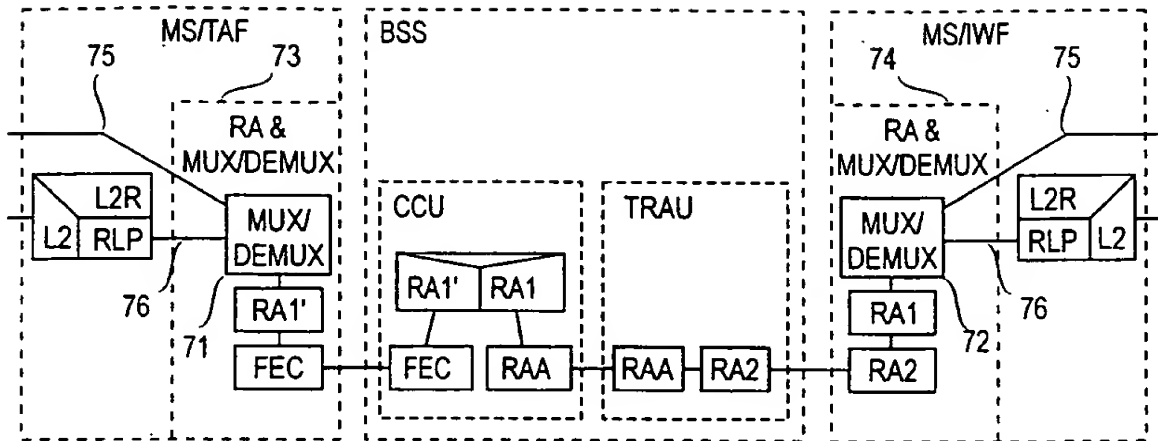 MS/TAF
BSS
MS/IWF
75
73
74
75
RA &
MUX/DEMUX
RA &
MUX/DEMUX
L2R
L2
RLP
MUX/
DEMUX
CCU
TRAU
MUX/
DEMUX
L2R
RLP
L2
76
71
RA1'
RA1'
RA1
RA1
72
76
FEC
FEC
RAA
RAA
RA2
RA2